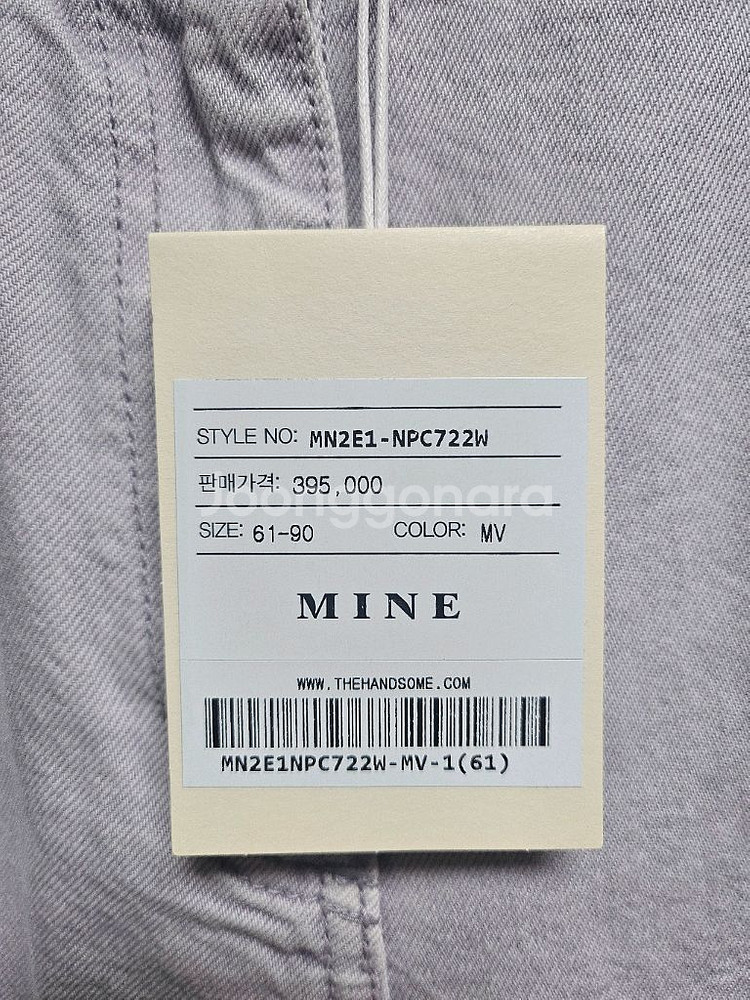 STYLE NO: MN2E1-NPC722W
판매가격: 395,000
Joonggonara
SIZE: 61-90 COLOR: MV
MINE
WWW.THEHANDSOME.COM
MN2E1NPC722W-MV-1(61)